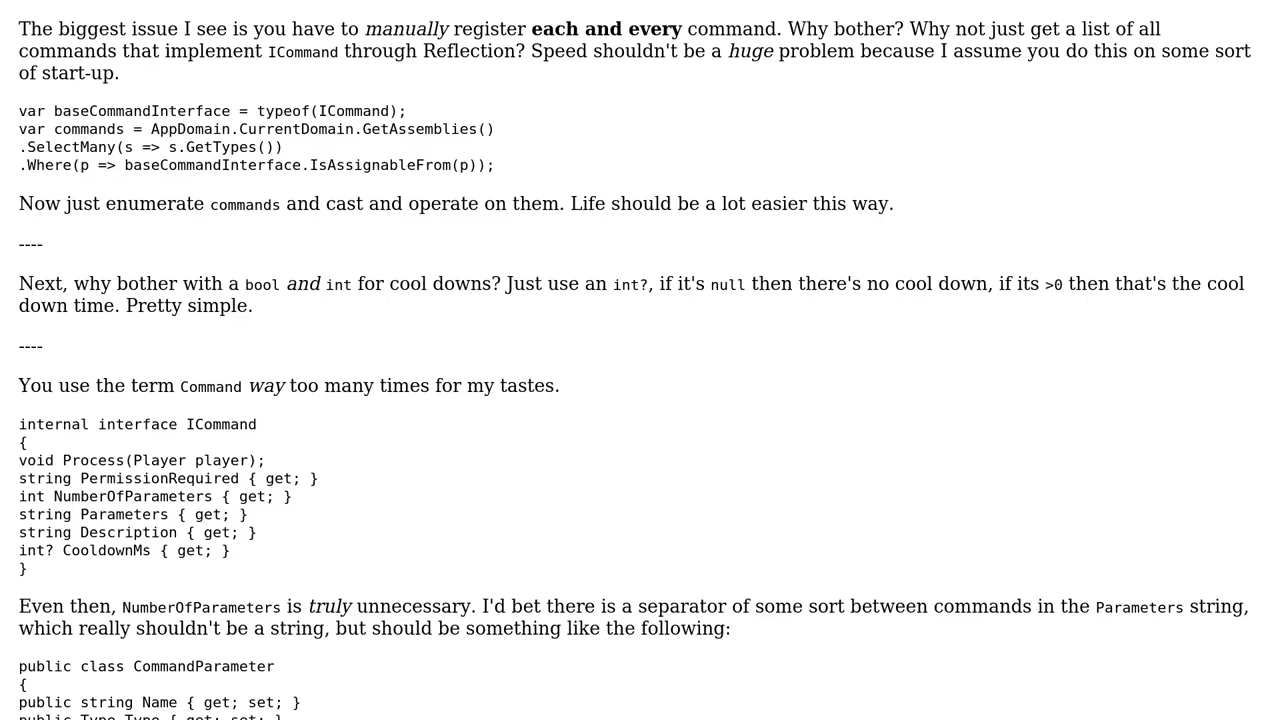 The biggest issue I see is you have to manually register each and every command. Why bother? Why not just get a list of all
commands that implement ICommand through Reflection? Speed shouldn't be a huge problem because I assume you do this on some sort
of start-up.
var baseCommandInterface = typeof(ICommand);
var commands = AppDomain.CurrentDomain.GetAssemblies()
.SelectMany(s => s.GetTypes())
.Where(p => baseCommandInterface.IsAssignableFrom(p));
Now just enumerate commands and cast and operate on them. Life should be a lot easier this way.
----
Next, why bother with a bool and int for cool downs? Just use an int?, if it's null then there's no cool down, if its >0 then that's the cool
down time. Pretty simple.
----
You use the term Command way too many times for my tastes.
internal interface ICommand
{
void Process(Player player);
string PermissionRequired { get; }
int NumberOfParameters { get; }
string Parameters { get; }
string Description { get; }
int? CooldownMs { get; }
}
Even then, NumberOfParameters is truly unnecessary. I'd bet there is a separator of some sort between commands in the Parameters string,
which really shouldn't be a string, but should be something like the following:
public class CommandParameter
{
public string Name { get; set; }
public Type Type { get; set; }